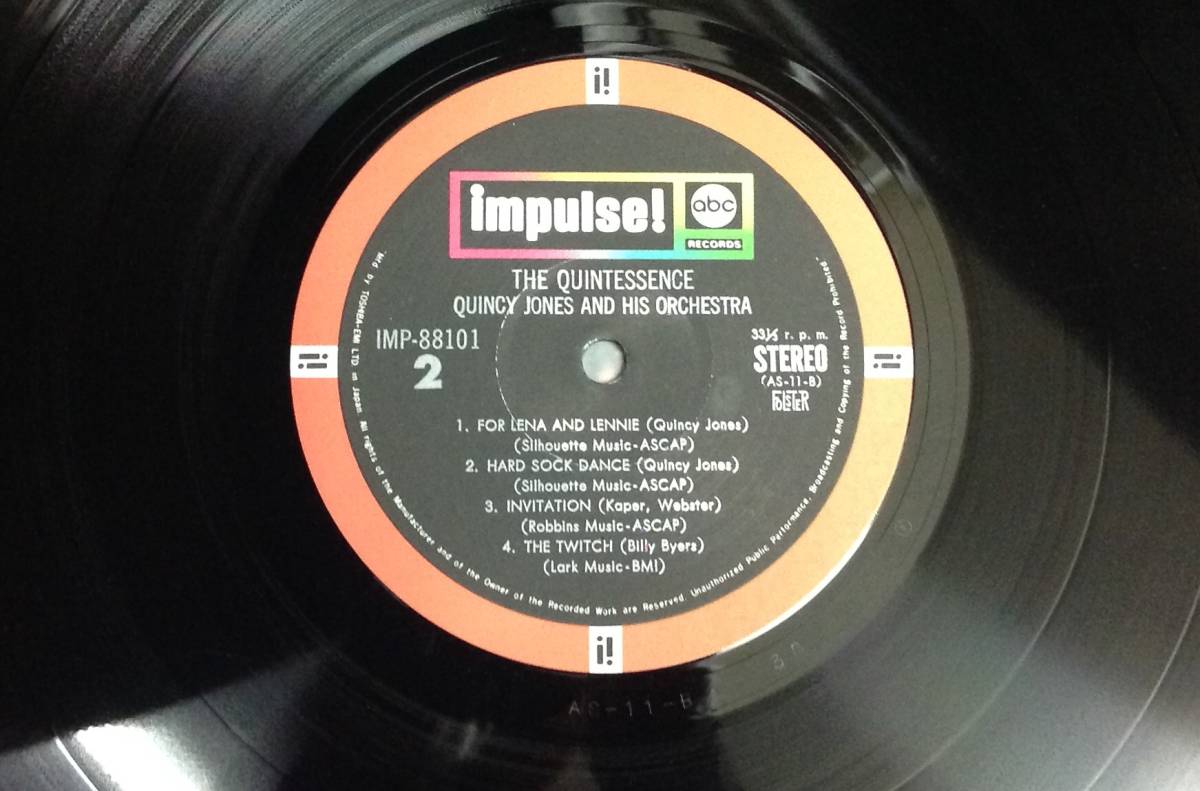 i!
impulse!
abc
RECORDS
THE QUINTESSENCE
QUINCY JONES AND HIS ORCHESTRA
IMP-88101
2
33⅓ r. p. m.
STEREO
(AS-11-B)
i!
i!
1. FOR LENA AND LENNIE (Quincy Jones)
(Silhouette Music-ASCAP)
2. HARD SOCK DANCE (Quincy Jones)
(Silhouette Music-ASCAP)
3. INVITATION (Kaper, Webster)
(Robbins Music-ASCAP)
4. THE TWITCH (Billy Byers)
(Lark Music-BMI)
Mf'd by TOSHIBA-EMI LTD in Japan. All rights of the Manufacturer and of the Owner of the Recorded Work are Reserved. Unauthorized Public Performance, Broadcasting and Copying of the Record Prohibited.
i!
AS-11-B